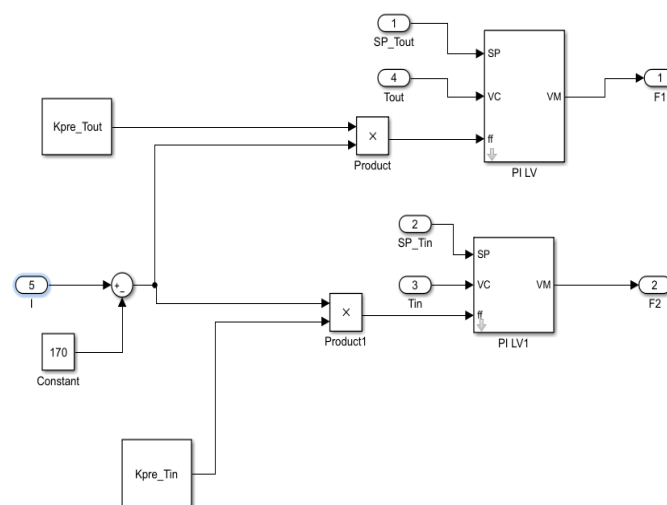 1
SP_Tout
SP
4
Tout
VC
VM
1
F1
Kpre_Tout
×
Product
ff
PI LV
2
SP_Tin
SP
5
I
+
-
3
Tin
VC
VM
2
F2
×
Product1
ff
PI LV1
170
Constant
Kpre_Tin